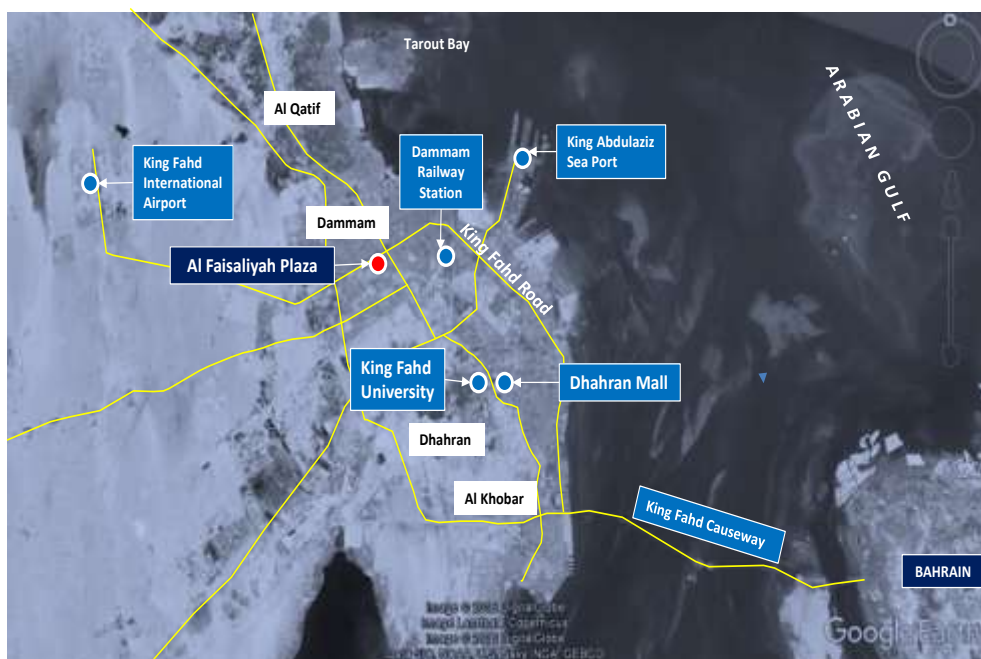 Tarout Bay
ARABIAN GULF
Al Qatif
King Fahd
International
Airport
Dammam
Railway
Station
King Abdulaziz
Sea Port
Dammam
King Fahd Road
Al Faisaliyah Plaza
King Fahd
University
Dhahran Mall
Dhahran
Al Khobar
King Fahd Causeway
BAHRAIN
Google Earth